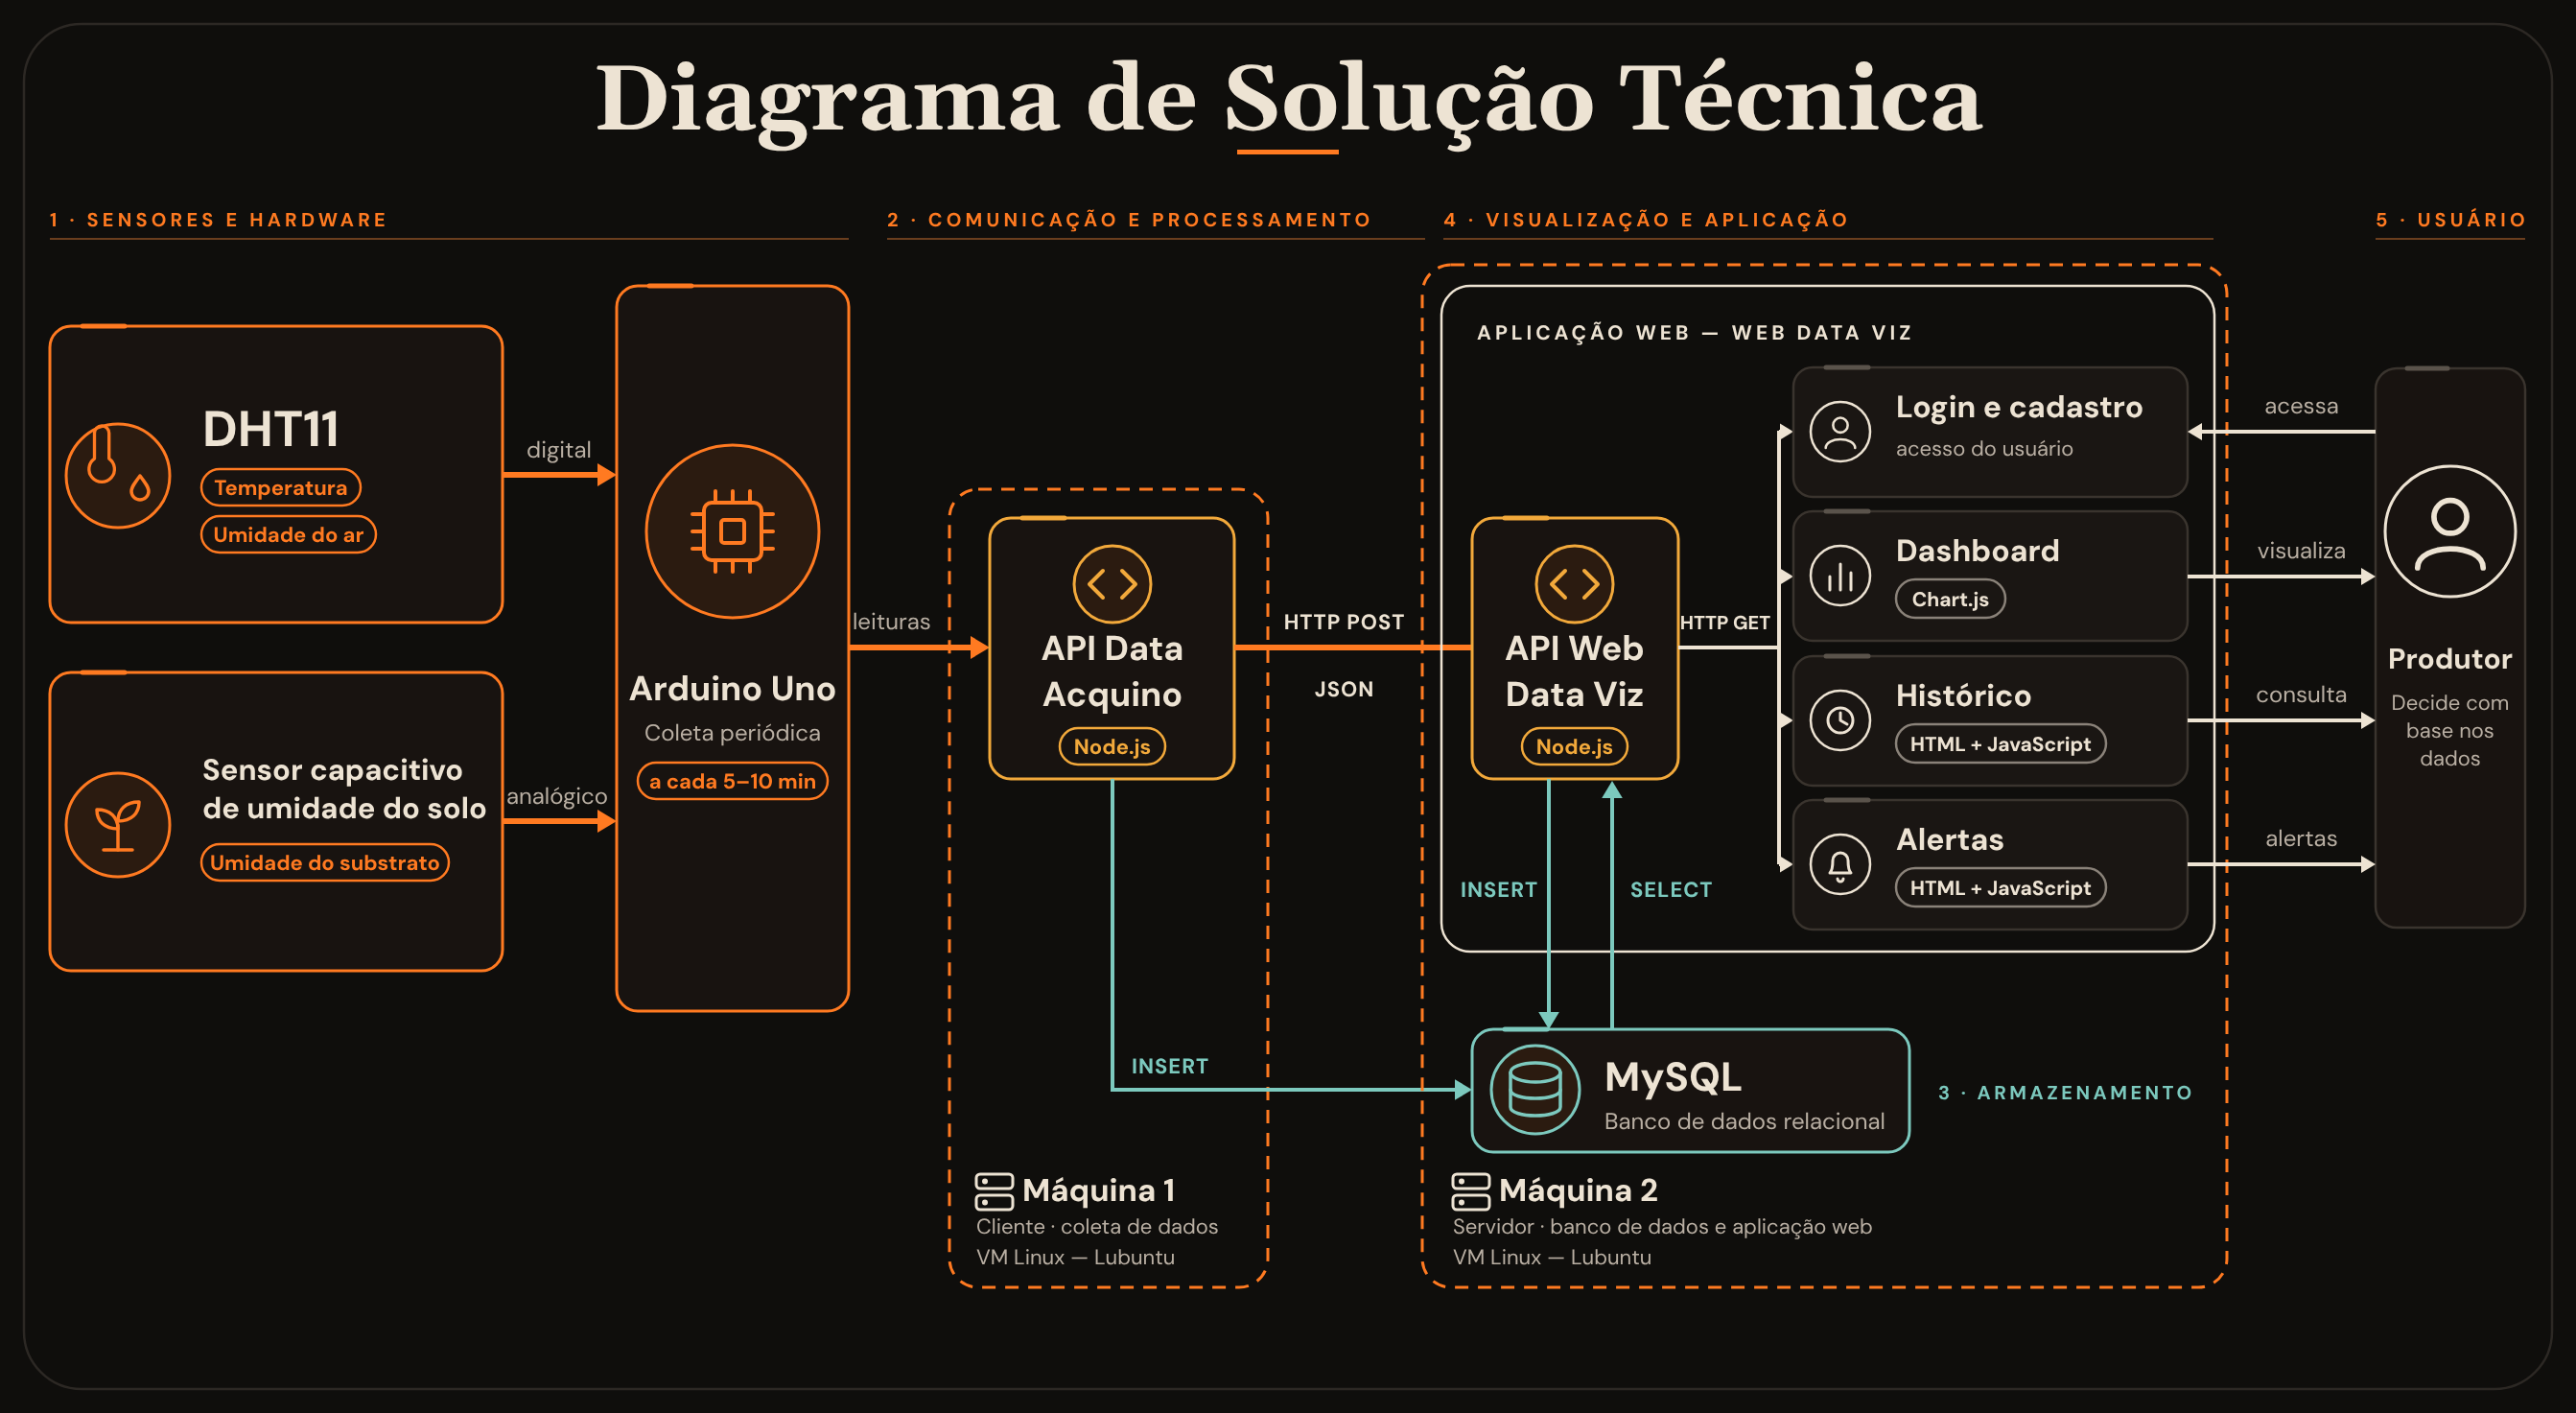 Diagrama de Solução Técnica
1 · SENSORES E HARDWARE
2 · COMUNICAÇÃO E PROCESSAMENTO
4 · VISUALIZAÇÃO E APLICAÇÃO
5 · USUÁRIO
DHT11
Temperatura
Umidade do ar
digital
Sensor capacitivo
de umidade do solo
Umidade do substrato
analógico
Arduino Uno
Coleta periódica
a cada 5–10 min
leituras
API Data
Acquino
Node.js
HTTP POST
JSON
INSERT
Máquina 1
Cliente · coleta de dados
VM Linux — Lubuntu
APLICAÇÃO WEB — WEB DATA VIZ
API Web
Data Viz
Node.js
HTTP GET
Login e cadastro
acesso do usuário
Dashboard
Chart.js
Histórico
HTML + JavaScript
Alertas
HTML + JavaScript
INSERT
SELECT
MySQL
Banco de dados relacional
3 · ARMAZENAMENTO
Máquina 2
Servidor · banco de dados e aplicação web
VM Linux — Lubuntu
acessa
visualiza
consulta
alertas
Produtor
Decide com
base nos
dados